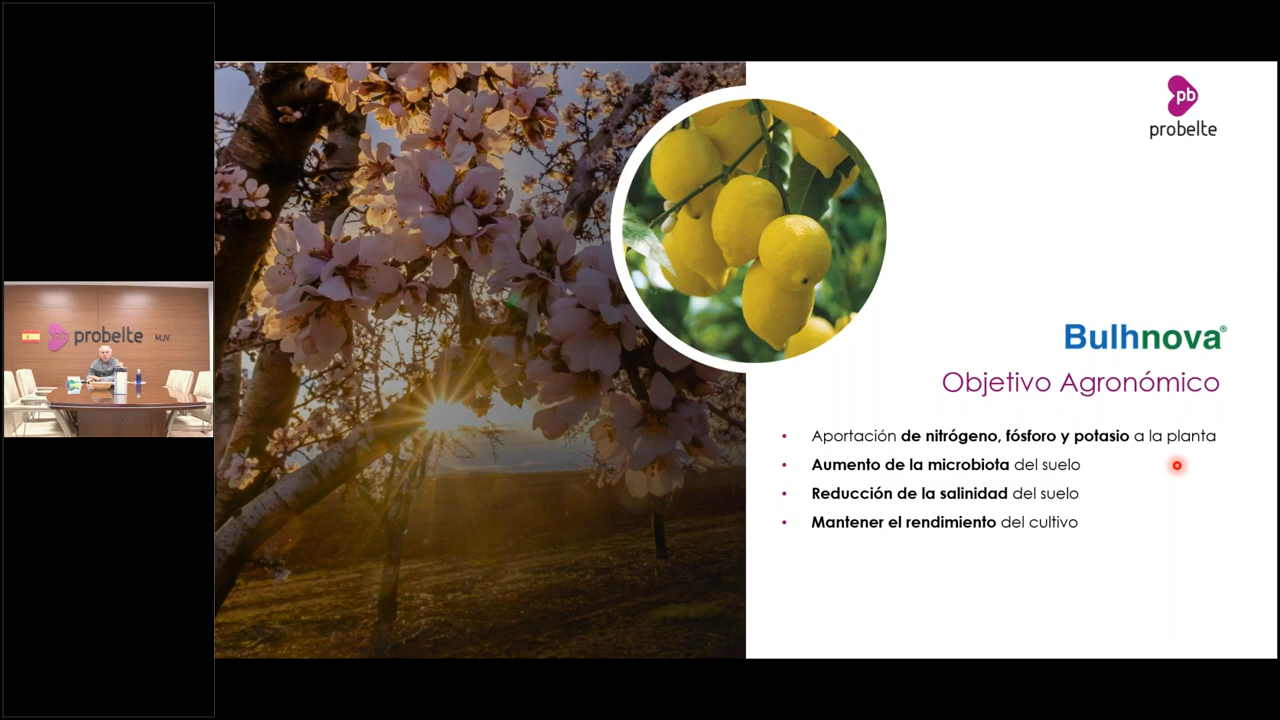 probelte
MJV
pb
probelte
Bulhnova®
Objetivo Agronómico
• Aportación de nitrógeno, fósforo y potasio a la planta
• Aumento de la microbiota del suelo
• Reducción de la salinidad del suelo
• Mantener el rendimiento del cultivo